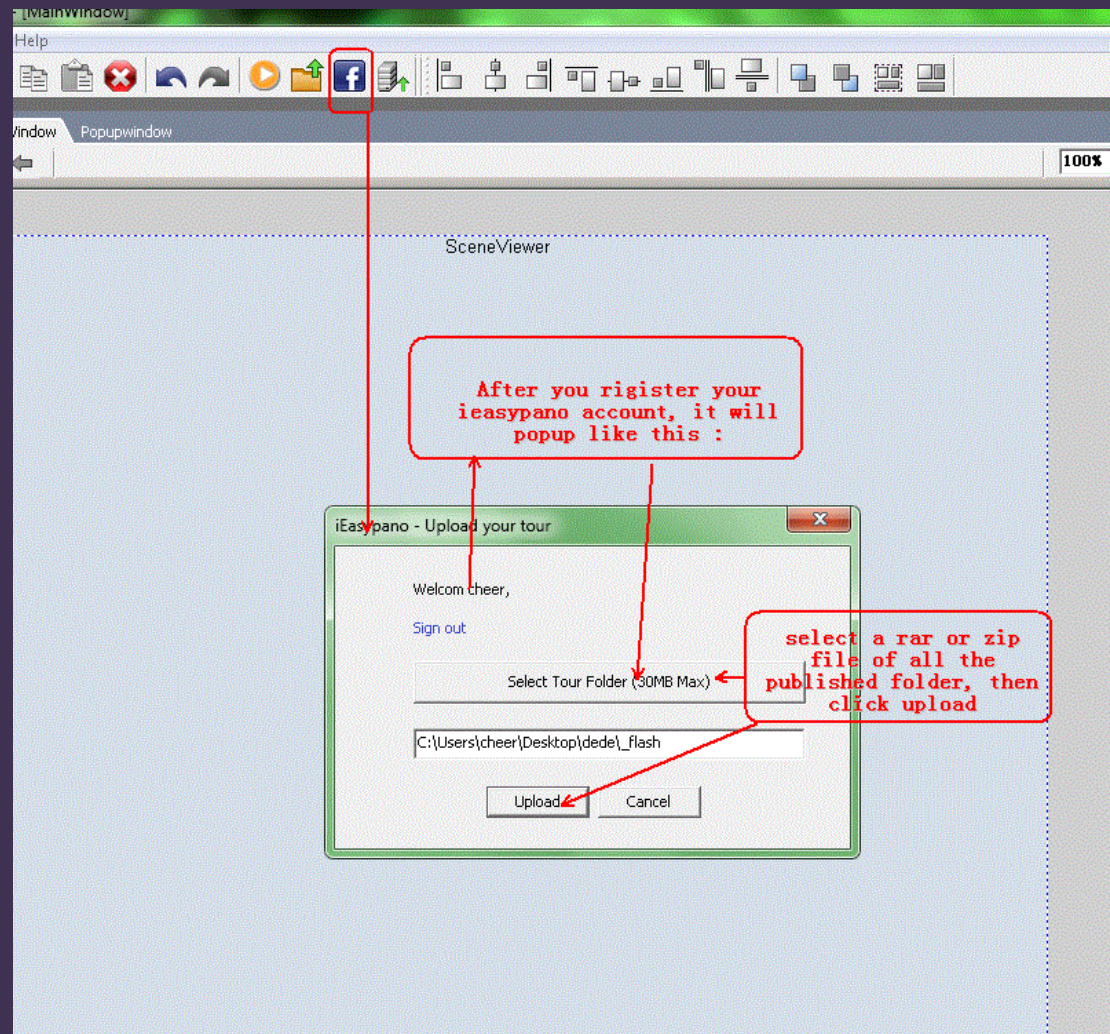 - [MainWindow]
Help
f
Window Popupwindow
100%
SceneViewer
After you rigister your
ieasypano account, it will
popup like this :
iEasypano - Upload your tour
Welcom cheer,
Sign out
select a rar or zip
file of all the
published folder, then
click upload
Select Tour Folder (30MB Max)
C:\Users\cheer\Desktop\dede\_flash
Upload Cancel